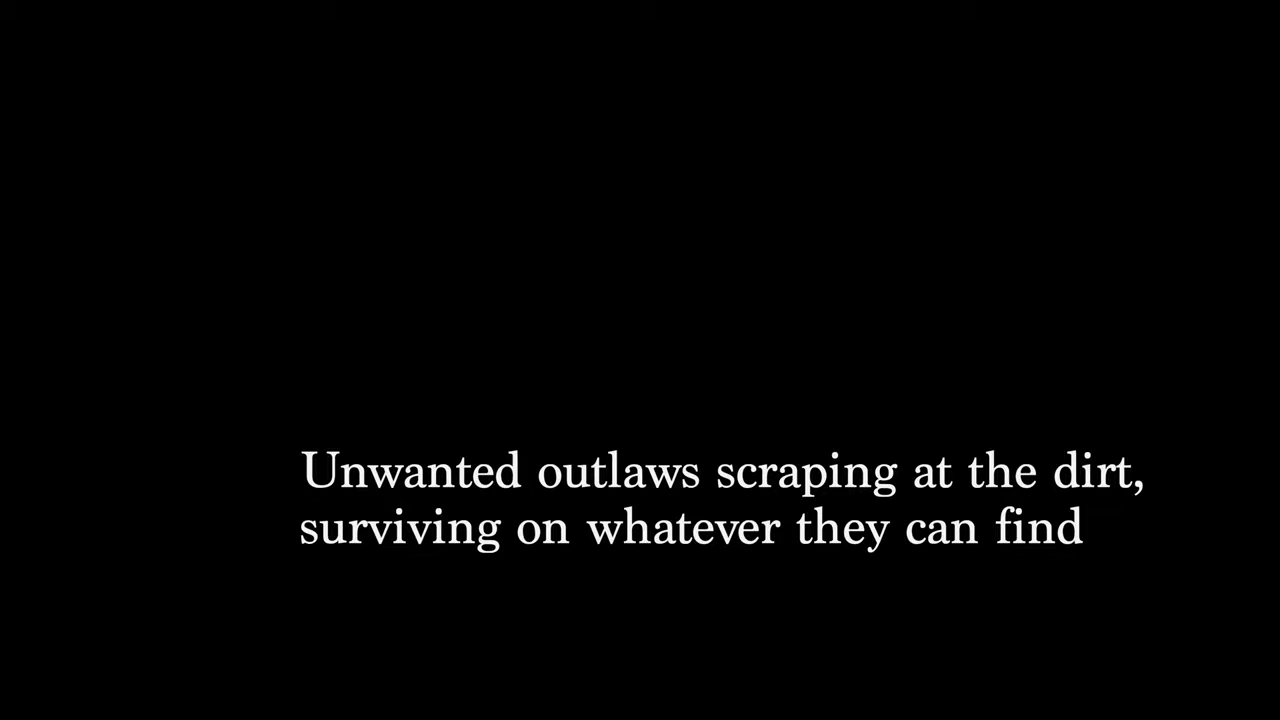 Unwanted outlaws scraping at the dirt,
surviving on whatever they can find